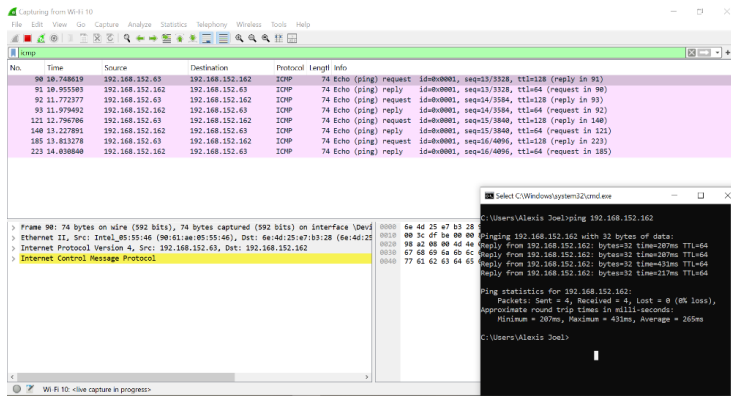 Capturing from Wi-Fi 10
File Edit View Go Capture Analyze Statistics Telephony Wireless Tools Help
icmp
No. Time Source Destination Protocol Lengtl Info
90 10.748619 192.168.152.63 192.168.152.162 ICMP 74 Echo (ping) request id=0x0001, seq=13/3328, ttl=128 (reply in 91)
91 10.955503 192.168.152.162 192.168.152.63 ICMP 74 Echo (ping) reply id=0x0001, seq=13/3328, ttl=64 (request in 90)
92 11.772377 192.168.152.63 192.168.152.162 ICMP 74 Echo (ping) request id=0x0001, seq=14/3584, ttl=128 (reply in 93)
93 11.979492 192.168.152.162 192.168.152.63 ICMP 74 Echo (ping) reply id=0x0001, seq=14/3584, ttl=64 (request in 92)
121 12.796706 192.168.152.63 192.168.152.162 ICMP 74 Echo (ping) request id=0x0001, seq=15/3840, ttl=128 (reply in 140)
140 13.227891 192.168.152.162 192.168.152.63 ICMP 74 Echo (ping) reply id=0x0001, seq=15/3840, ttl=64 (request in 121)
185 13.813278 192.168.152.63 192.168.152.162 ICMP 74 Echo (ping) request id=0x0001, seq=16/4096, ttl=128 (reply in 223)
223 14.030840 192.168.152.162 192.168.152.63 ICMP 74 Echo (ping) reply id=0x0001, seq=16/4096, ttl=64 (request in 185)
Frame 90: 74 bytes on wire (592 bits), 74 bytes captured (592 bits) on interface \Devi
Ethernet II, Src: Intel_05:55:46 (90:61:ae:05:55:46), Dst: 6e:4d:25:e7:b3:28 (6e:4d:25
Internet Protocol Version 4, Src: 192.168.152.63, Dst: 192.168.152.162
Internet Control Message Protocol
0000 6e 4d 25 e7 b3 28
0010 00 3c df be 00 00
0020 98 a2 08 00 4d 4e
0030 67 68 69 6a 6b 6c
0040 77 61 62 63 64 65
Select C:\Windows\system32\cmd.exe
C:\Users\Alexis Joel>ping 192.168.152.162
Pinging 192.168.152.162 with 32 bytes of data:
Reply from 192.168.152.162: bytes=32 time=207ms TTL=64
Reply from 192.168.152.162: bytes=32 time=207ms TTL=64
Reply from 192.168.152.162: bytes=32 time=431ms TTL=64
Reply from 192.168.152.162: bytes=32 time=217ms TTL=64
Ping statistics for 192.168.152.162:
Packets: Sent = 4, Received = 4, Lost = 0 (0% loss),
Approximate round trip times in milli-seconds:
Minimum = 207ms, Maximum = 431ms, Average = 265ms
C:\Users\Alexis Joel>
Wi-Fi 10: <live capture in progress>